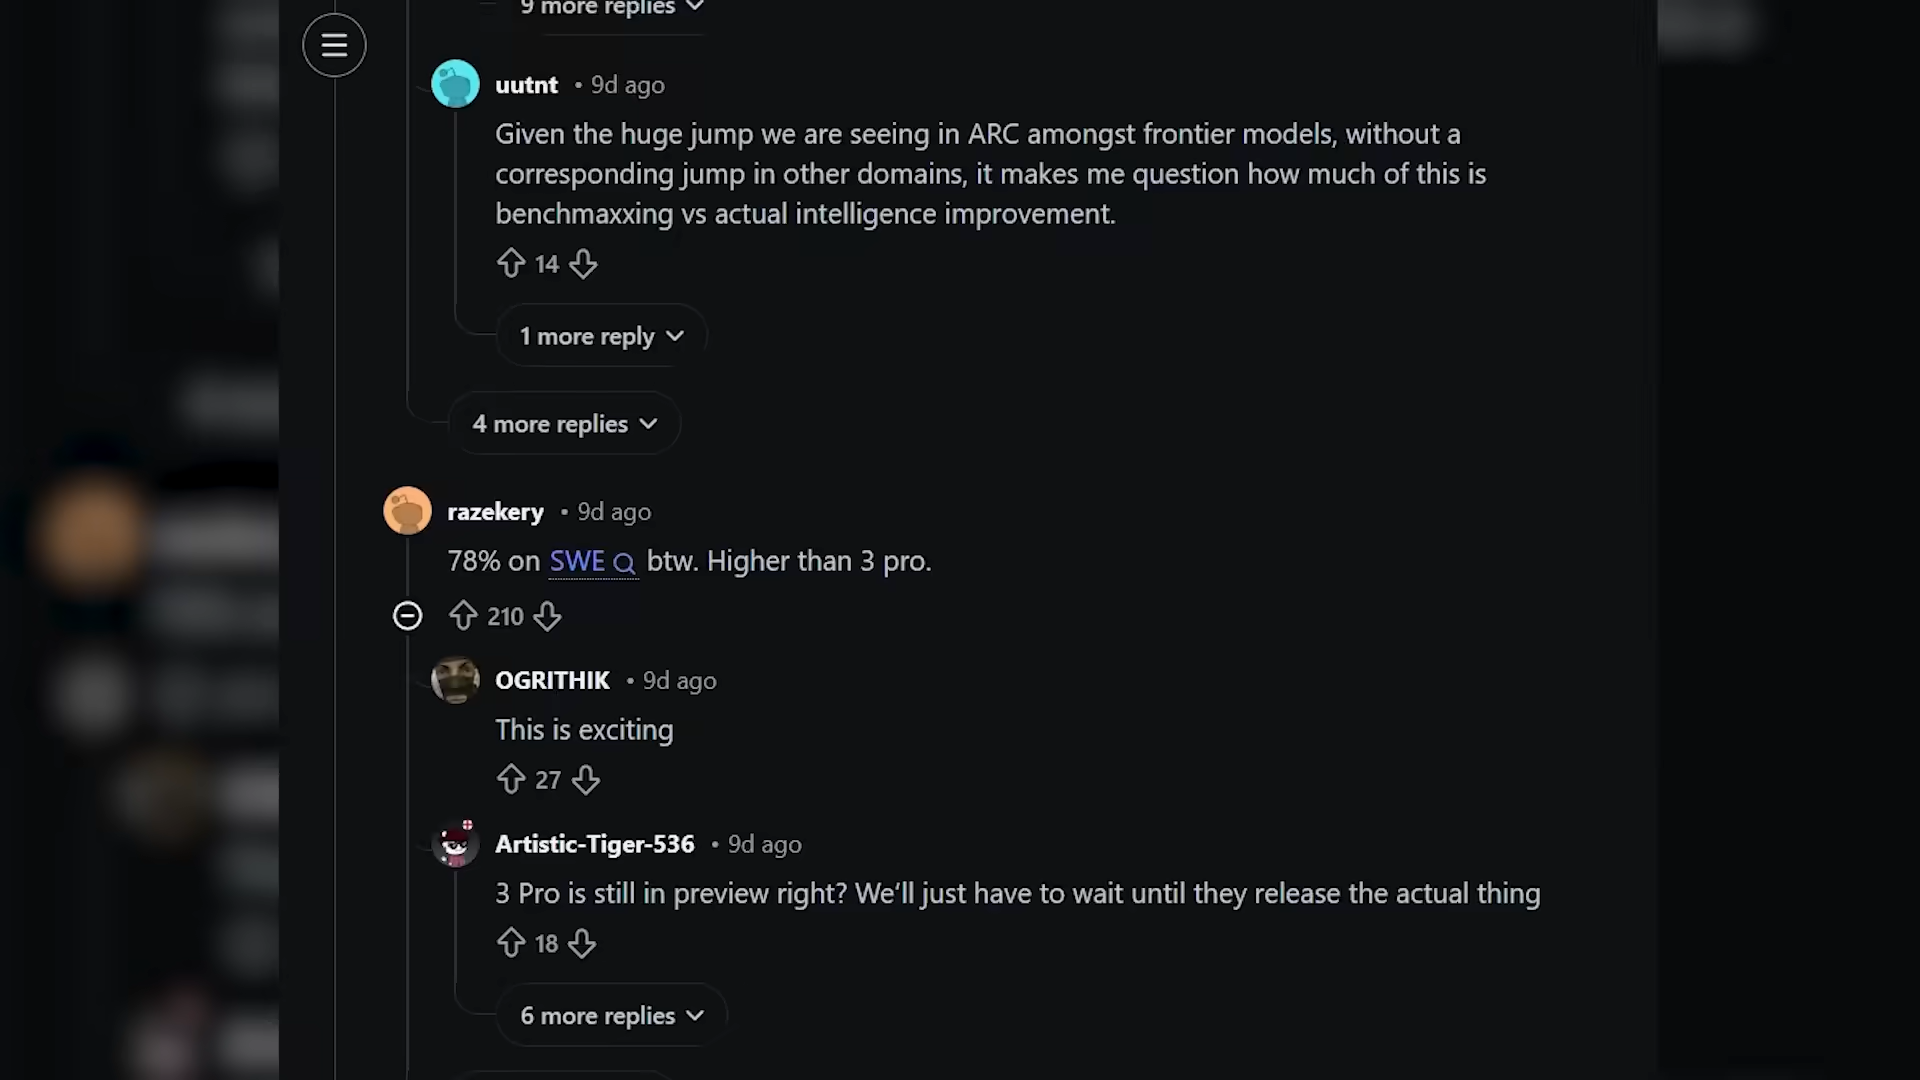 9 more replies
uutnt • 9d ago
Given the huge jump we are seeing in ARC amongst frontier models, without a
corresponding jump in other domains, it makes me question how much of this is
benchmaxxing vs actual intelligence improvement.
14
1 more reply
4 more replies
razekery • 9d ago
78% on SWE btw. Higher than 3 pro.
210
OGRITHIK • 9d ago
This is exciting
27
Artistic-Tiger-536 • 9d ago
3 Pro is still in preview right? We’ll just have to wait until they release the actual thing
18
6 more replies